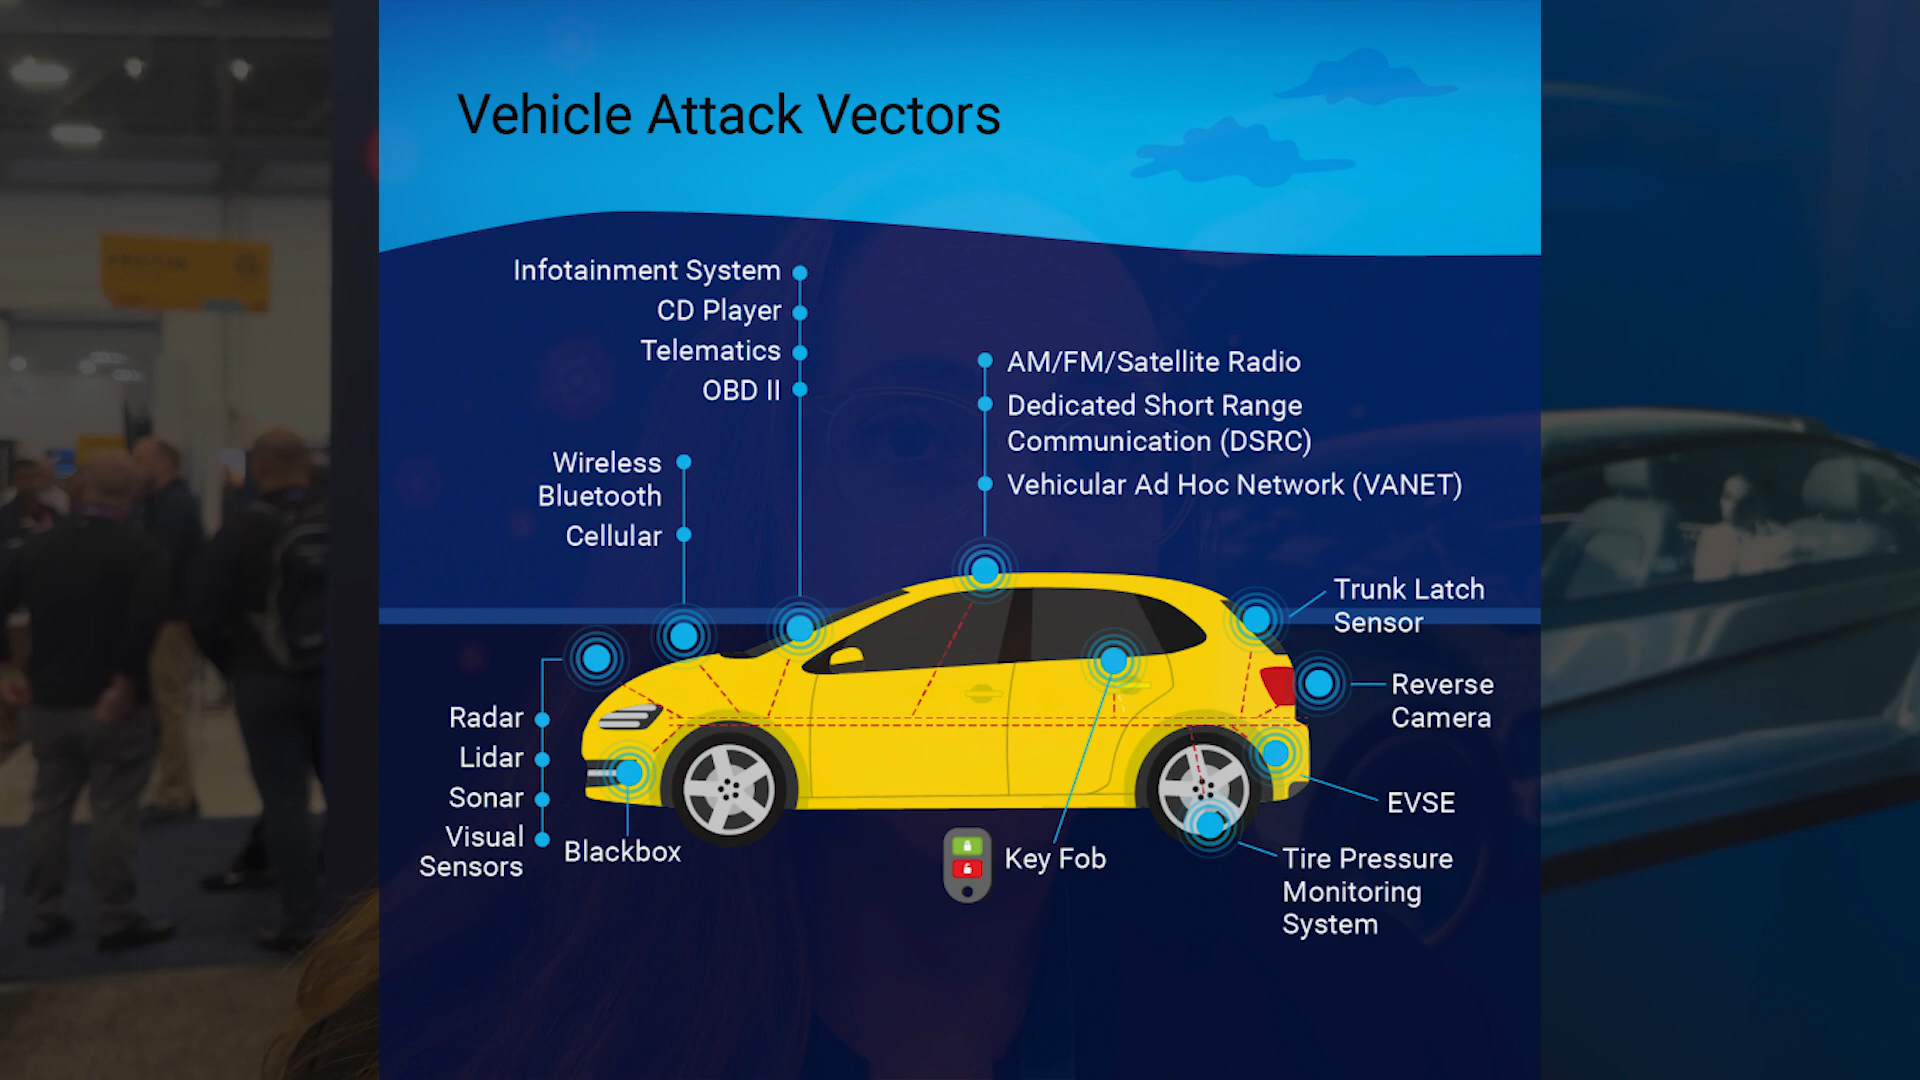 Vehicle Attack Vectors
Infotainment System
CD Player
Telematics
OBD II
AM/FM/Satellite Radio
Dedicated Short Range
Communication (DSRC)
Vehicular Ad Hoc Network (VANET)
Wireless
Bluetooth
Cellular
Trunk Latch
Sensor
Reverse
Camera
Radar
Lidar
Sonar
Visual
Sensors
Blackbox
Key Fob
EVSE
Tire Pressure
Monitoring
System